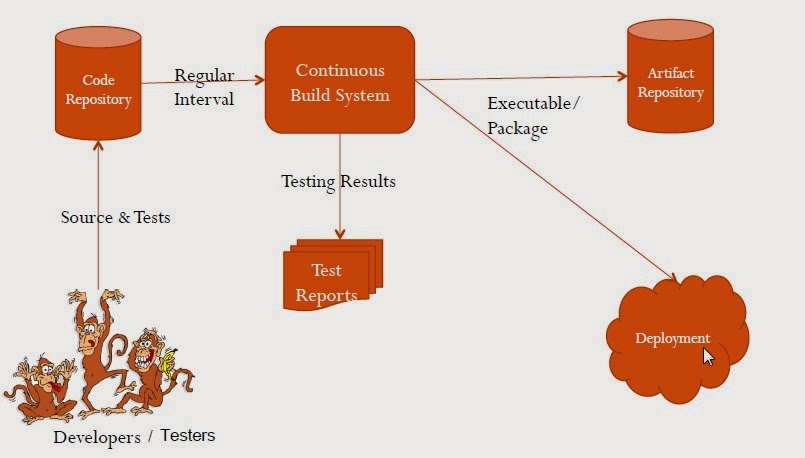 Code
Repository
Regular
Interval
Continuous
Build System
Executable/
Package
Artifact
Repository
Testing Results
Source & Tests
Test
Reports
Deployment
Developers / Testers